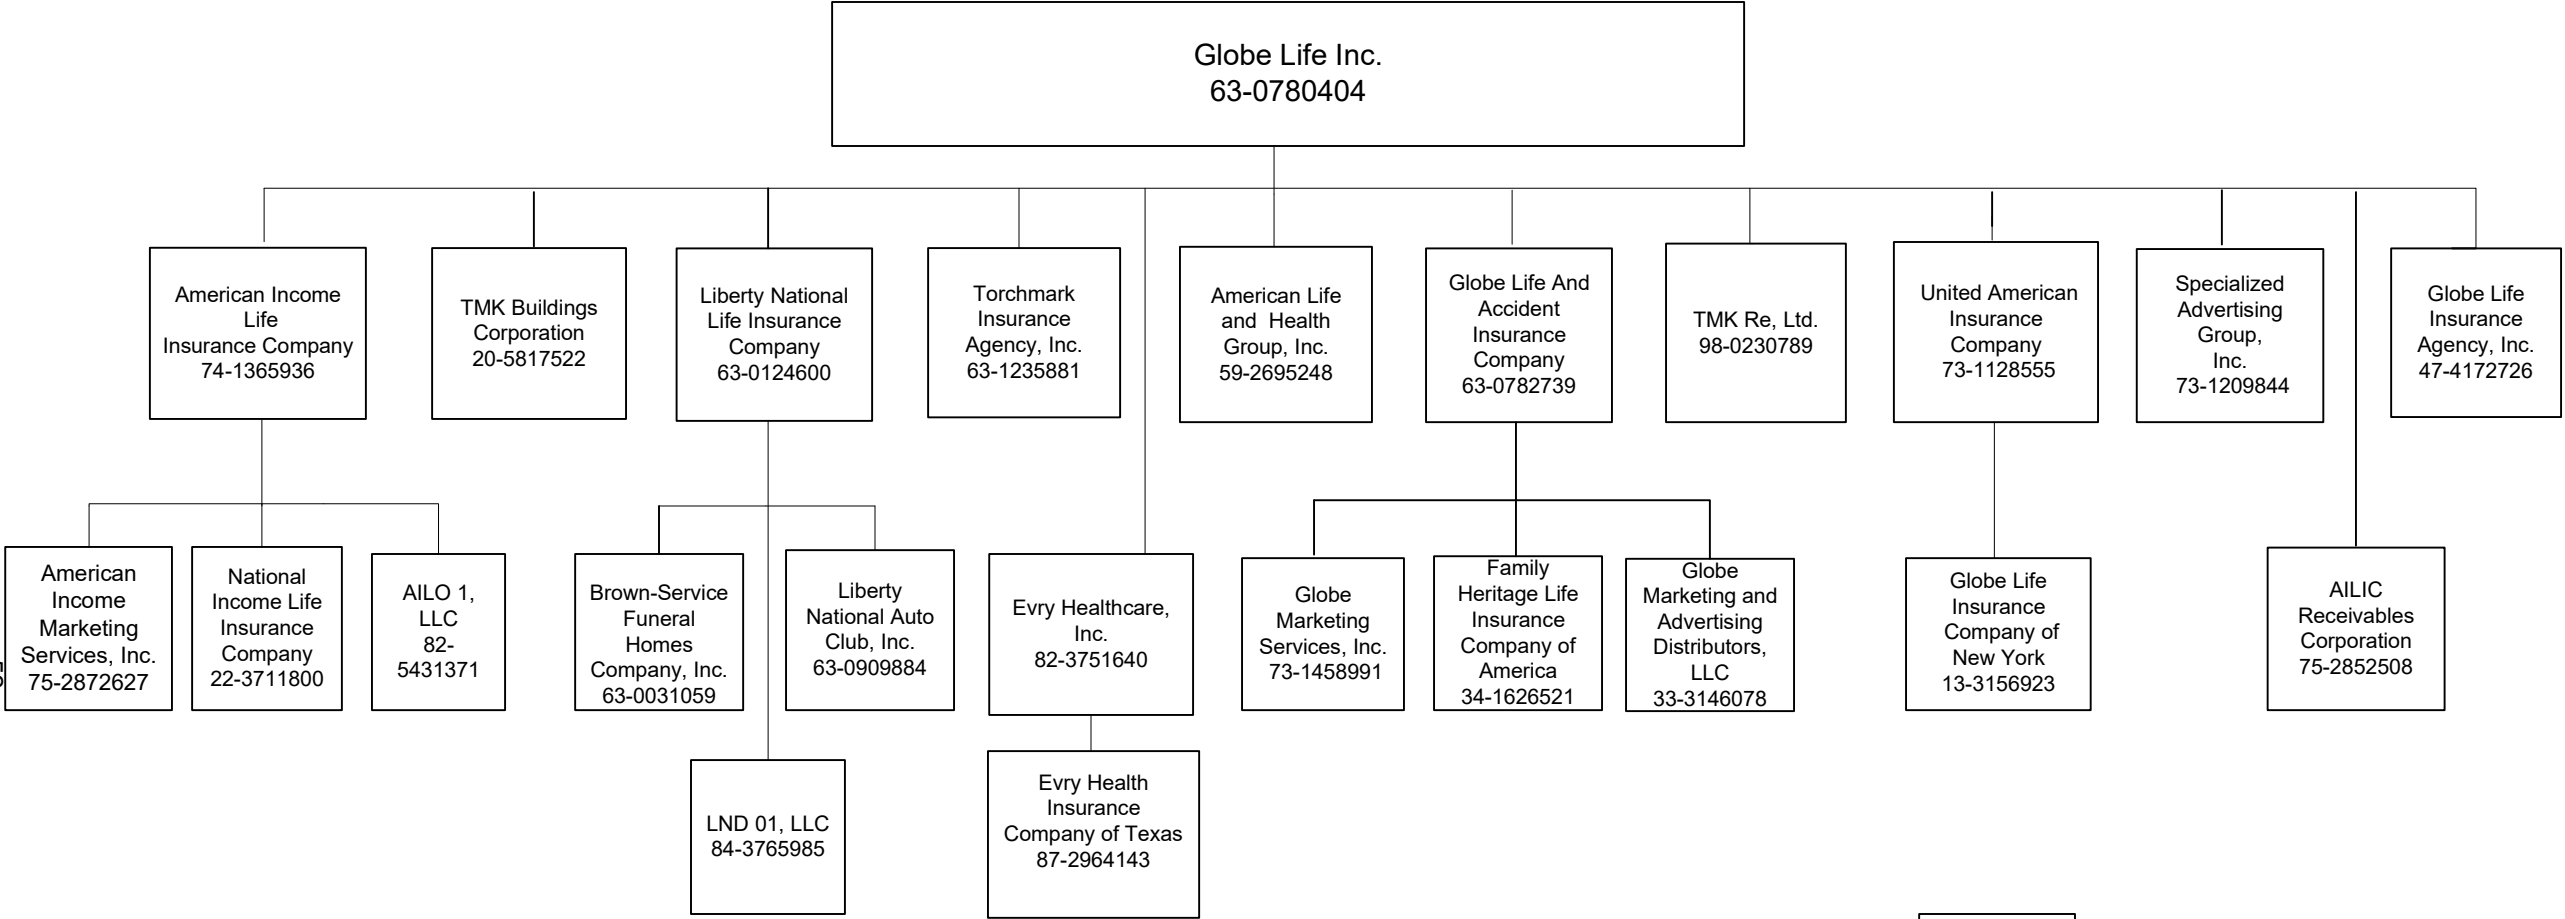 Globe Life Inc.
63-0780404
American Income
Life
Insurance Company
74-1365936
TMK Buildings
Corporation
20-5817522
Liberty National
Life Insurance
Company
63-0124600
Torchmark
Insurance
Agency, Inc.
63-1235881
American Life
and Health
Group, Inc.
59-2695248
Globe Life And
Accident
Insurance
Company
63-0782739
TMK Re, Ltd.
98-0230789
United American
Insurance
Company
73-1128555
Specialized
Advertising
Group,
Inc.
73-1209844
Globe Life
Insurance
Agency, Inc.
47-4172726
American
Income
Marketing
Services, Inc.
75-2872627
National
Income Life
Insurance
Company
22-3711800
AILO 1,
LLC
82-
5431371
Brown-Service
Funeral
Homes
Company, Inc.
63-0031059
Liberty
National Auto
Club, Inc.
63-0909884
Evry Healthcare,
Inc.
82-3751640
Globe
Marketing
Services, Inc.
73-1458991
Family
Heritage Life
Insurance
Company of
America
34-1626521
Globe
Marketing and
Advertising
Distributors,
LLC
33-3146078
Globe Life
Insurance
Company of
New York
13-3156923
AILIC
Receivables
Corporation
75-2852508
LND 01, LLC
84-3765985
Evry Health
Insurance
Company of Texas
87-2964143